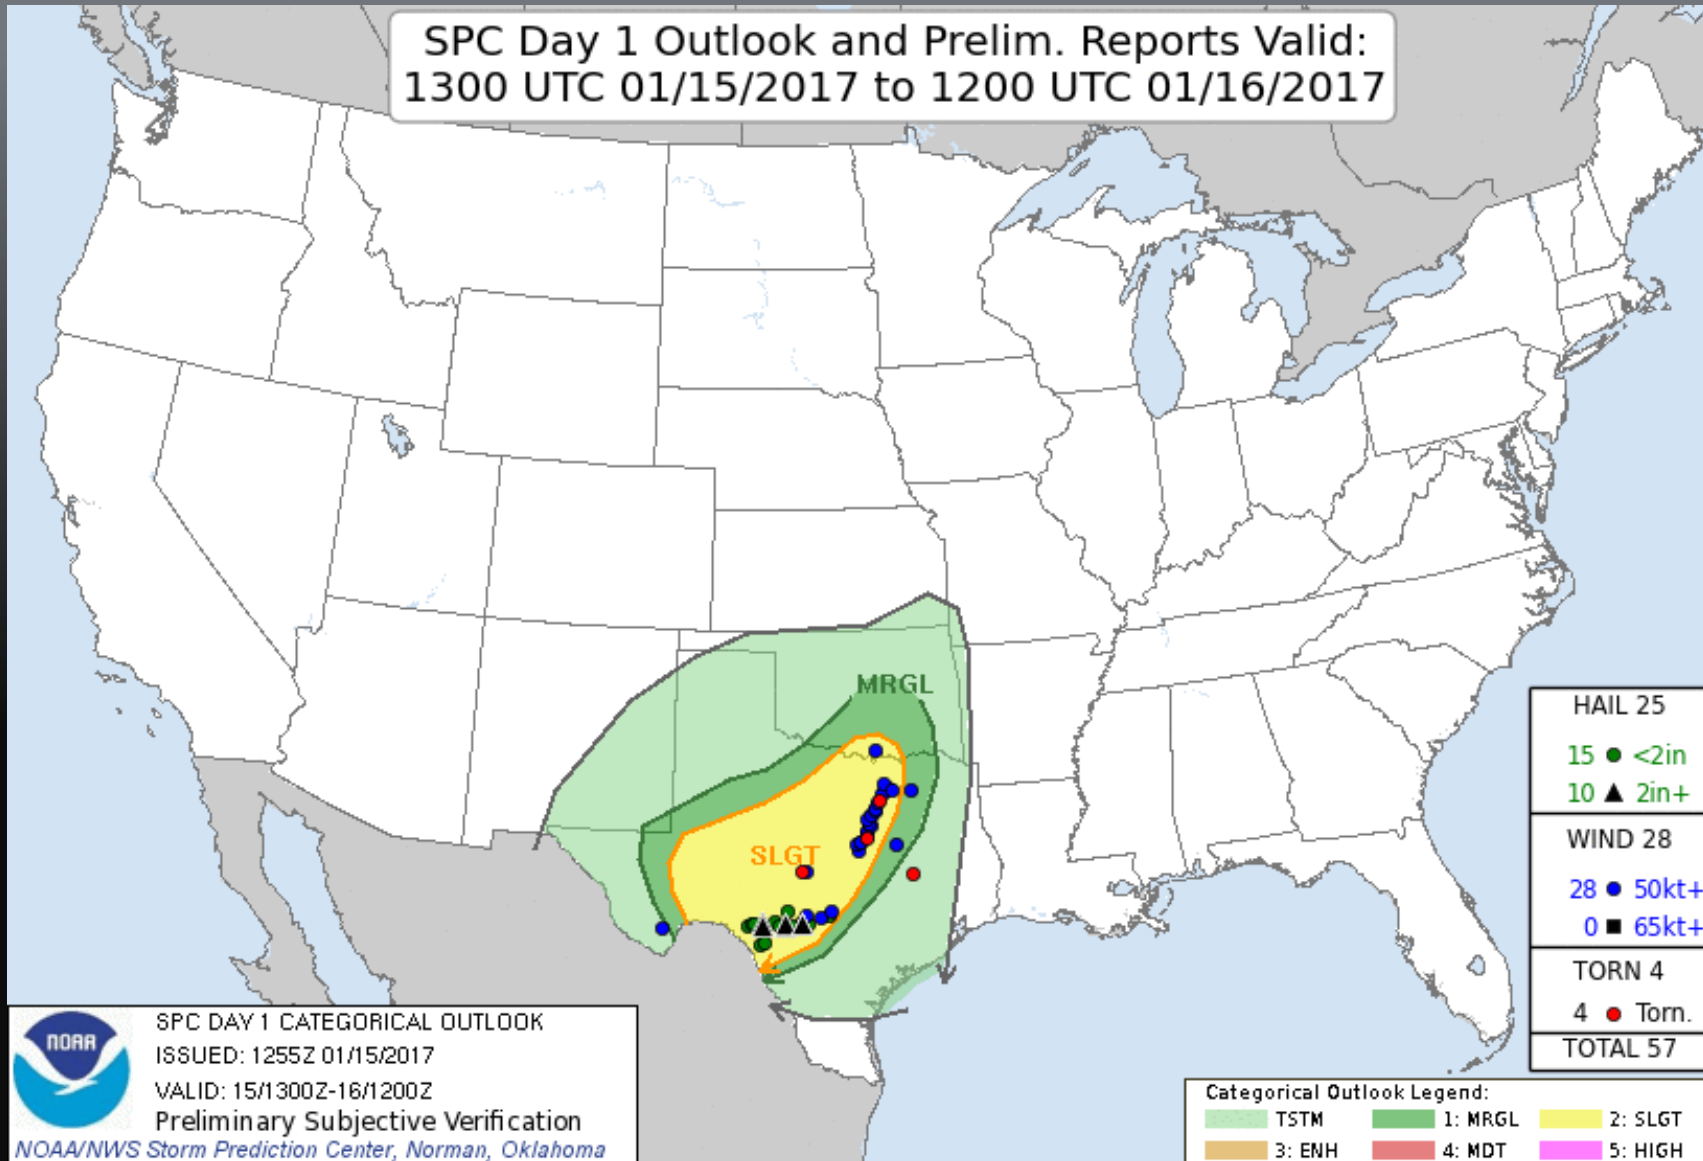 SPC Day 1 Outlook and Prelim. Reports Valid:
1300 UTC 01/15/2017 to 1200 UTC 01/16/2017
MRGL
SLGT
HAIL 25
15 <2in
10 2in+
WIND 28
28 50kt+
0 65kt+
TORN 4
4 Torn.
TOTAL 57
NOAA
SPC DAY 1 CATEGORICAL OUTLOOK
ISSUED: 1255Z 01/15/2017
VALID: 15/1300Z-16/1200Z
Preliminary Subjective Verification
NOAA/NWS Storm Prediction Center, Norman, Oklahoma
Categorical Outlook Legend:
TSTM 1: MRGL 2: SLGT
3: ENH 4: MDT 5: HIGH